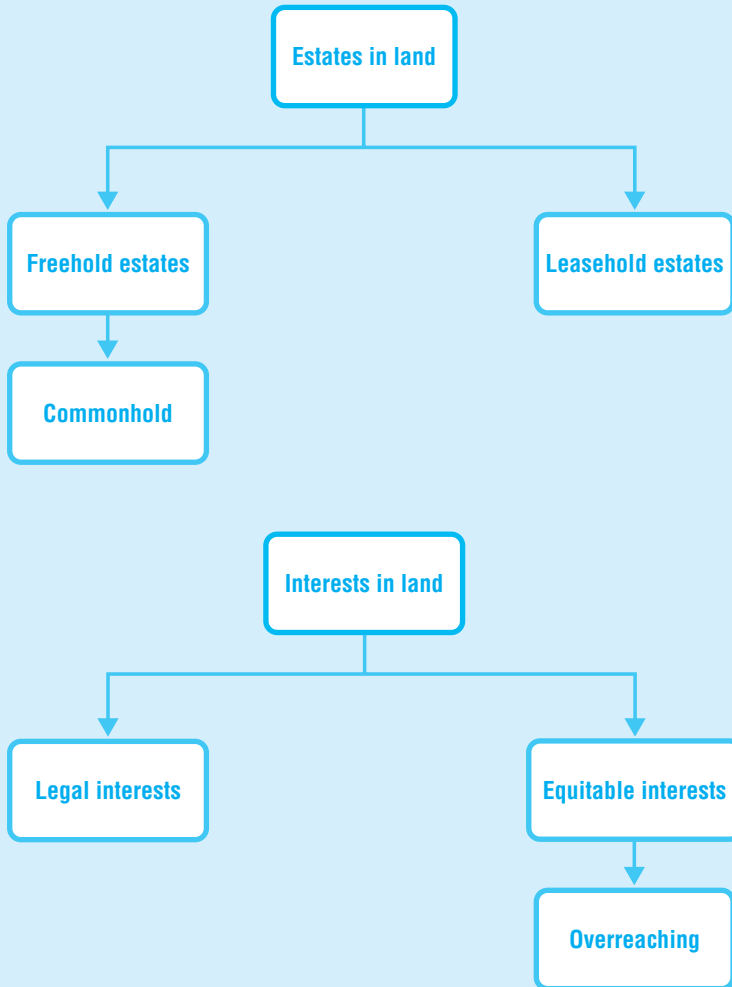 Estates in land
Freehold estates
Leasehold estates
Commonhold
Interests in land
Legal interests
Equitable interests
Overreaching